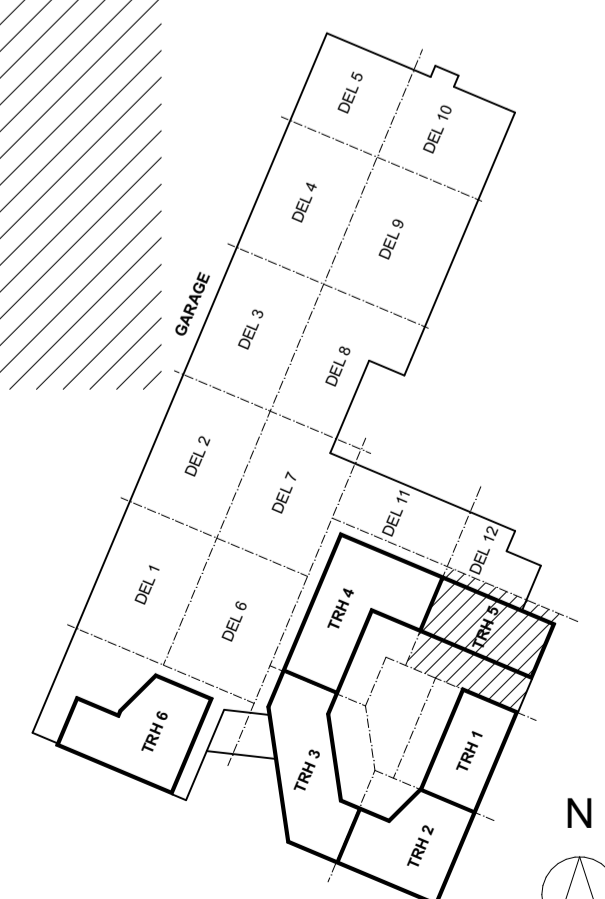 DEL 5
DEL 10
DEL 4
DEL 9
GARAGE
DEL 3
DEL 8
DEL 2
DEL 7
DEL 11
DEL 12
DEL 1
DEL 6
TRH 4
TRH 5
TRH 6
TRH 3
TRH 1
TRH 2
N